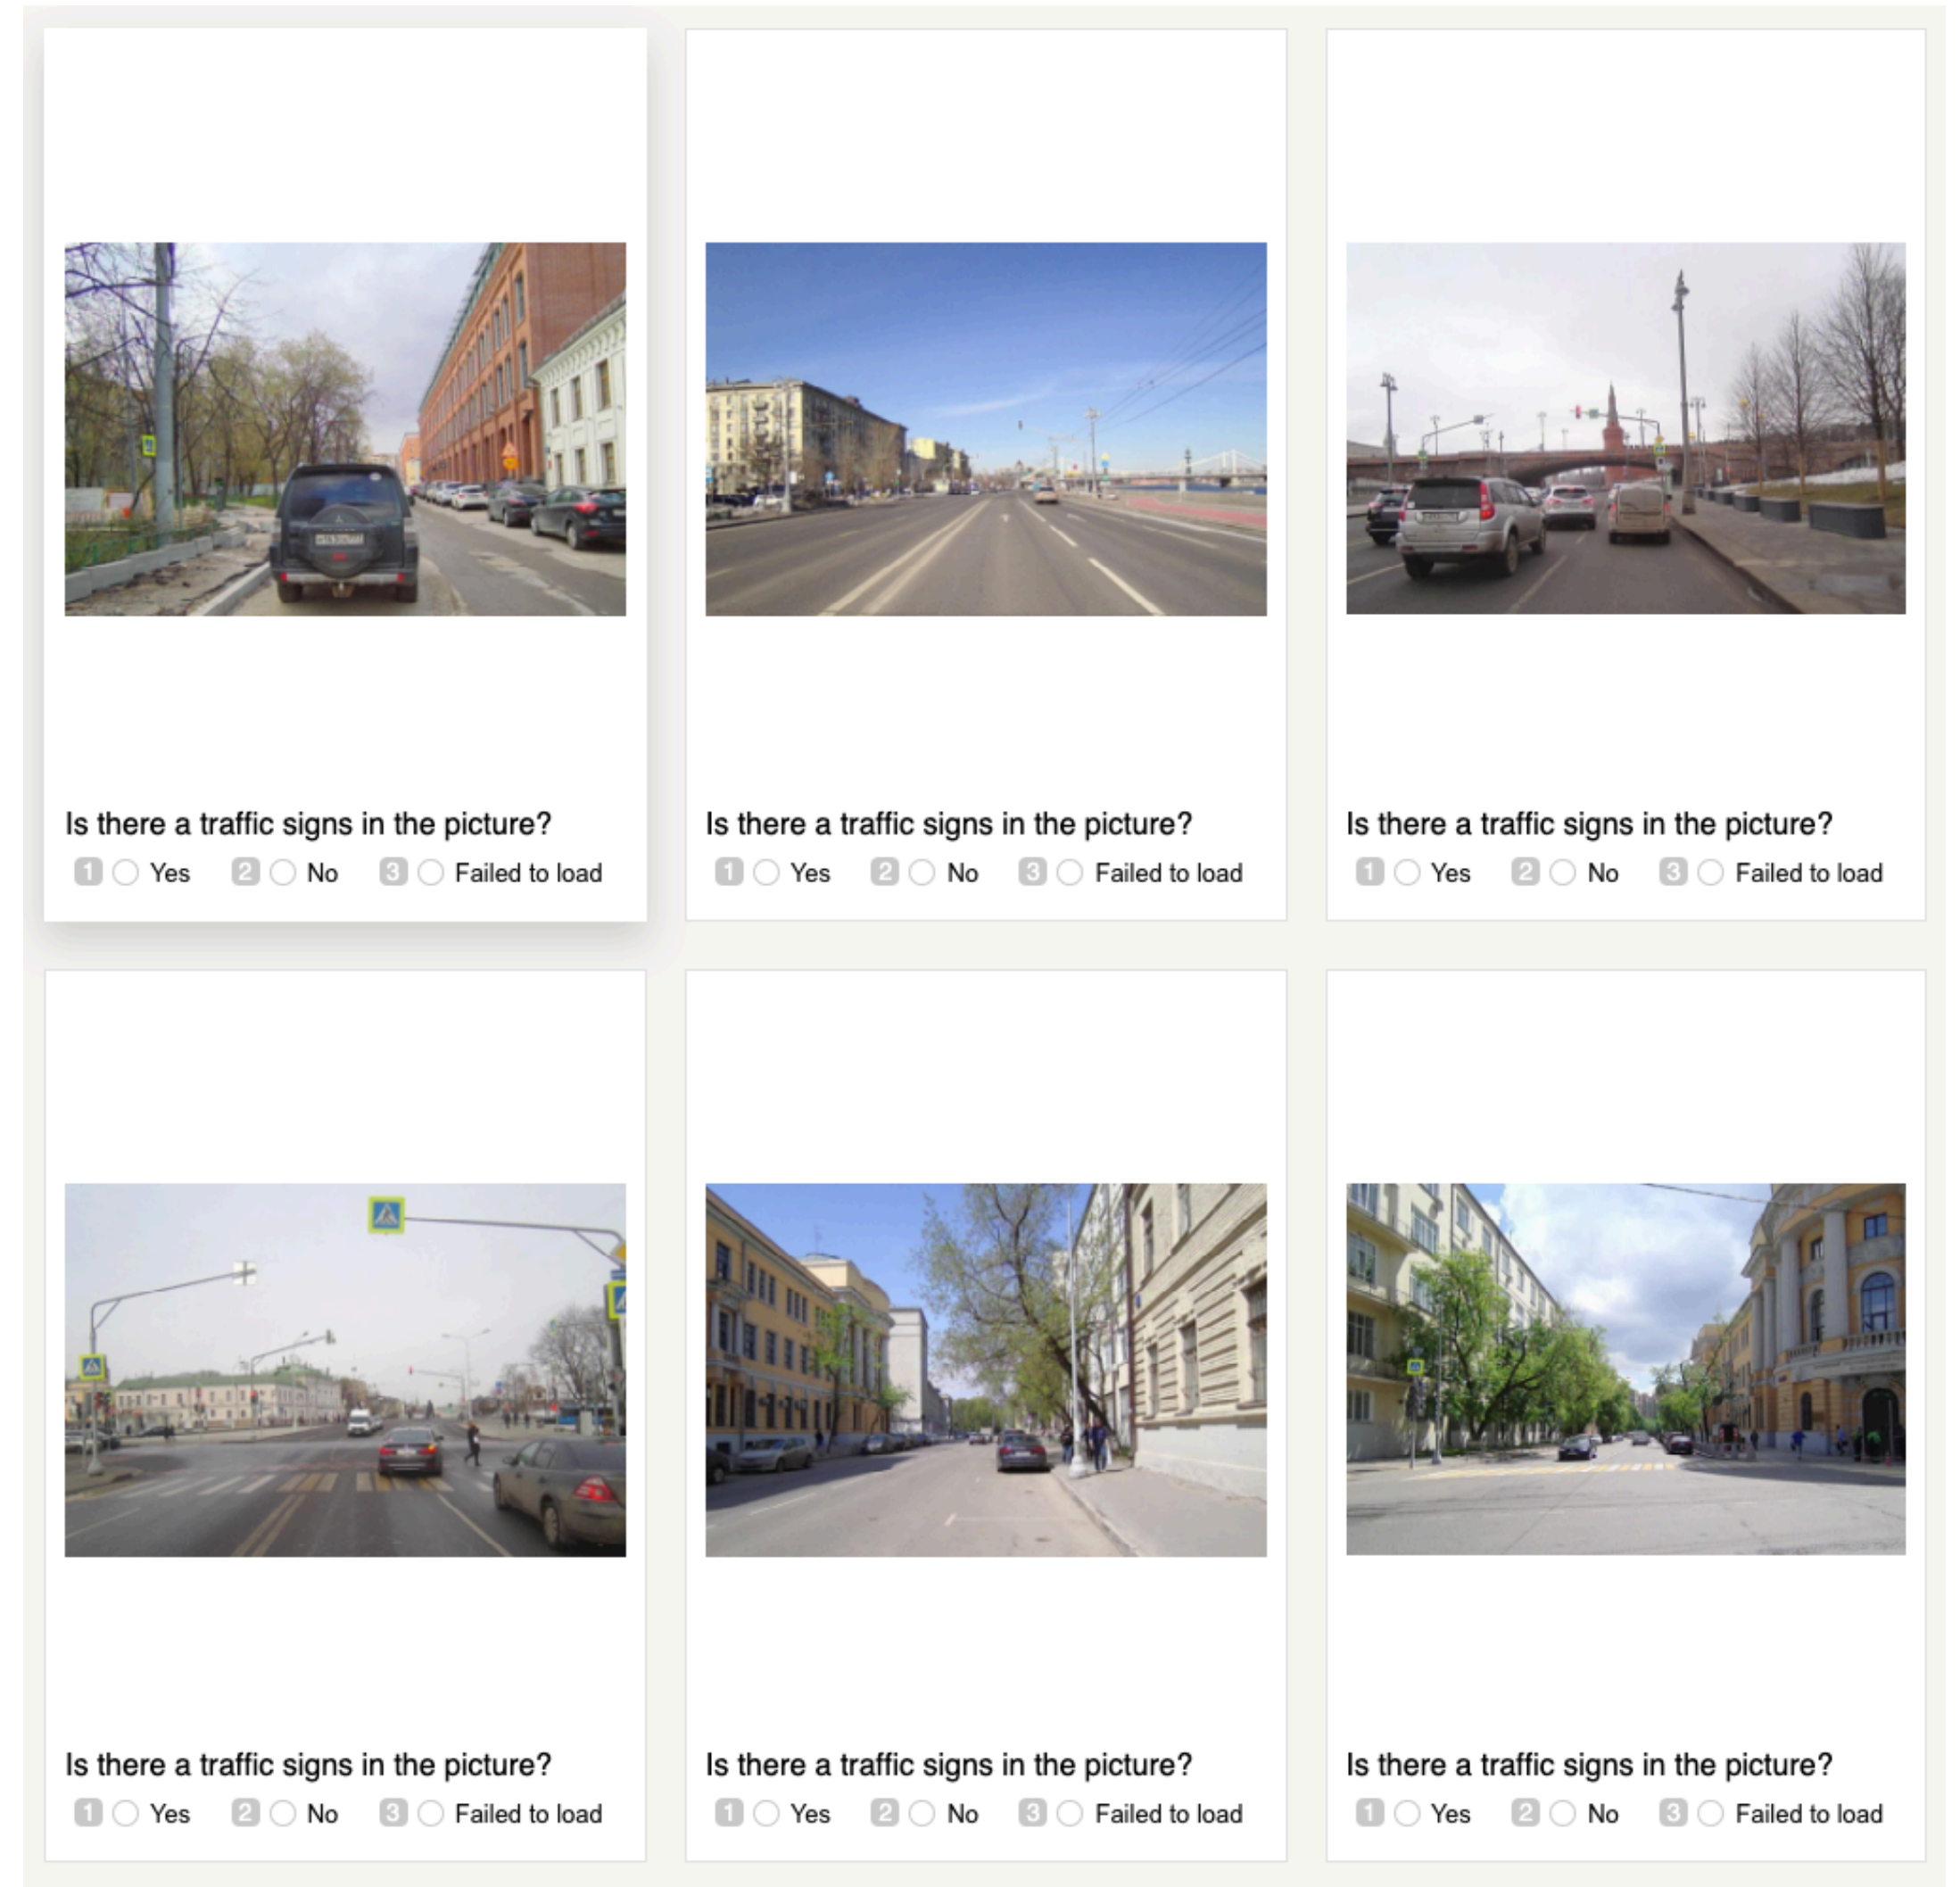 Is there a traffic signs in the picture?
1 Yes 2 No 3 Failed to load
Is there a traffic signs in the picture?
1 Yes 2 No 3 Failed to load
Is there a traffic signs in the picture?
1 Yes 2 No 3 Failed to load
Is there a traffic signs in the picture?
1 Yes 2 No 3 Failed to load
Is there a traffic signs in the picture?
1 Yes 2 No 3 Failed to load
Is there a traffic signs in the picture?
1 Yes 2 No 3 Failed to load